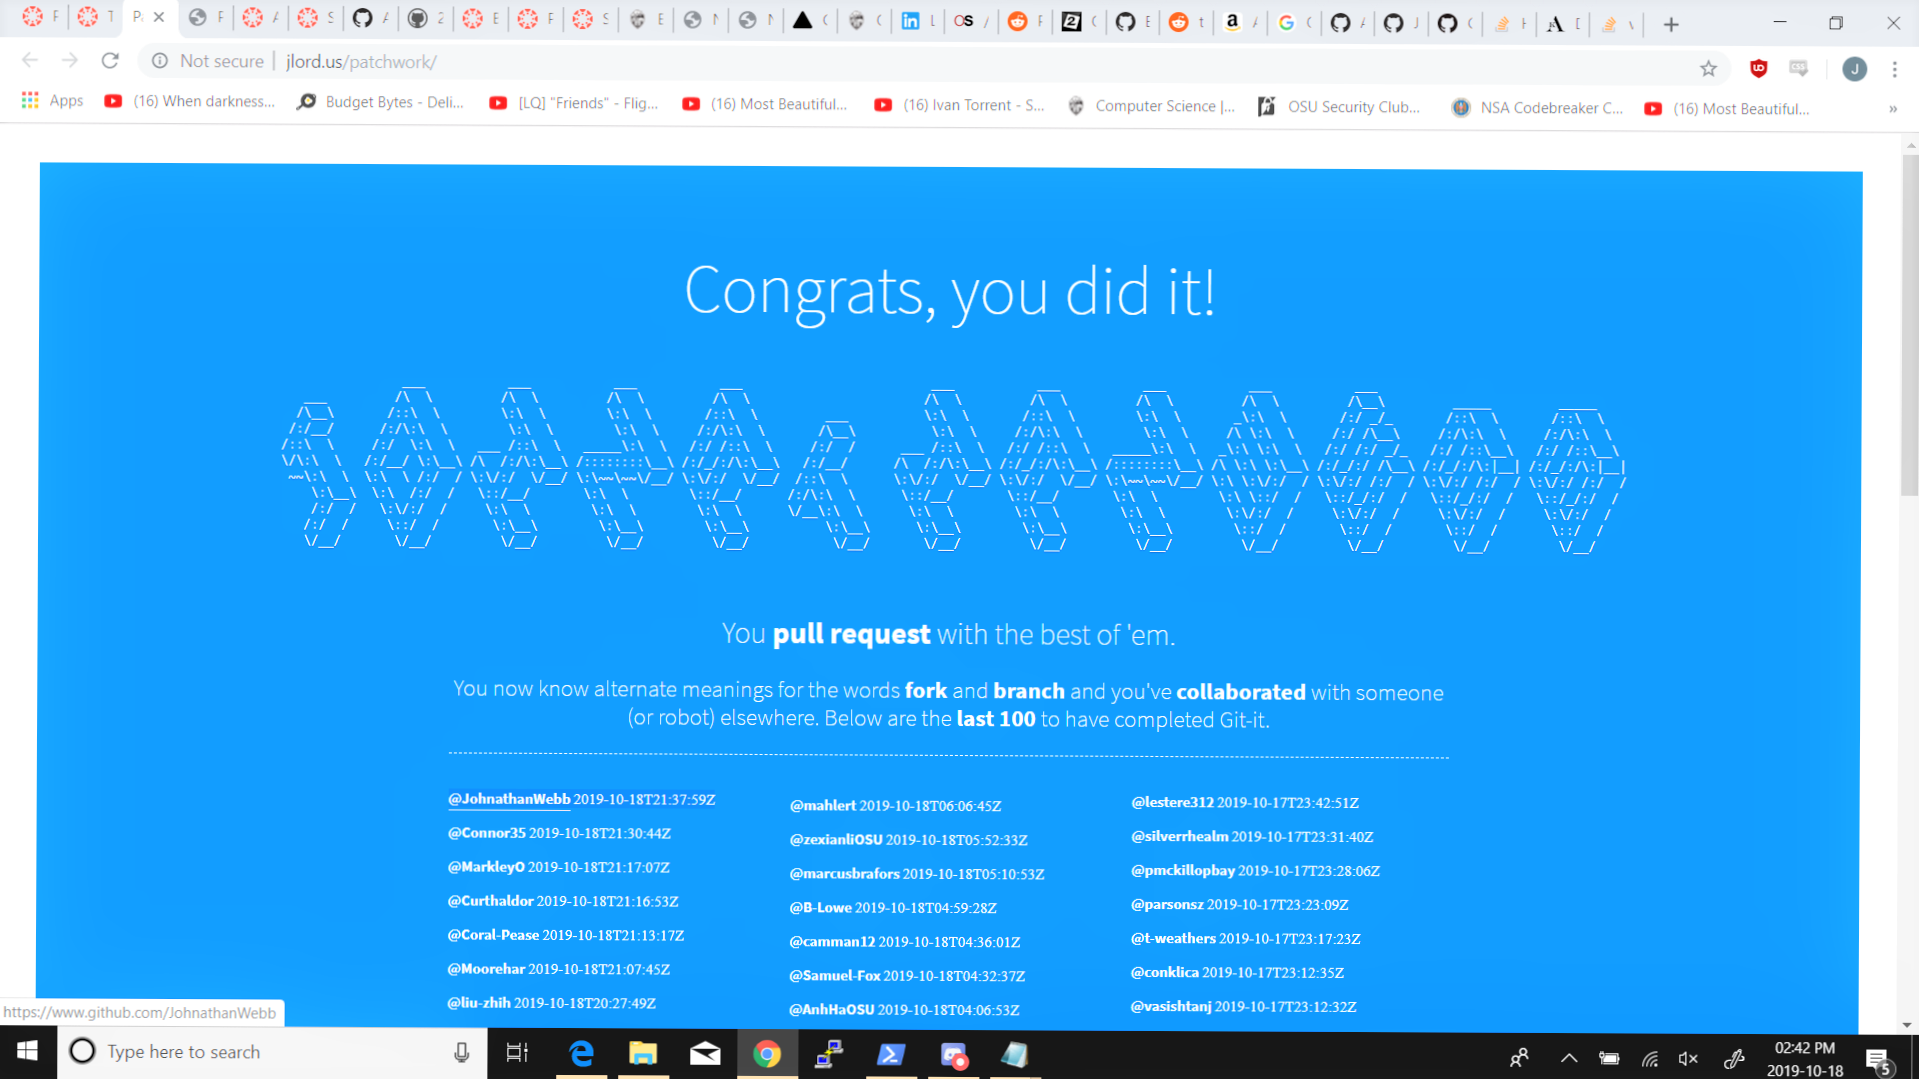 Not secure | jlord.us/patchwork/
Apps (16) When darkness... Budget Bytes - Deli... [LQ] "Friends" - Flig... (16) Most Beautiful... (16) Ivan Torrent - S... Computer Science |... OSU Security Club... NSA Codebreaker C... (16) Most Beautiful... »
Congrats, you did it!
You pull request with the best of 'em.
You now know alternate meanings for the words fork and branch and you've collaborated with someone
(or robot) elsewhere. Below are the last 100 to have completed Git-it.
@JohnathanWebb 2019-10-18T21:37:59Z
@Connor35 2019-10-18T21:30:44Z
@MarkleyO 2019-10-18T21:17:07Z
@Curthaldor 2019-10-18T21:16:53Z
@Coral-Pease 2019-10-18T21:13:17Z
@Moorehar 2019-10-18T21:07:45Z
@liu-zhih 2019-10-18T20:27:49Z
@mahlert 2019-10-18T06:06:45Z
@zexianliOSU 2019-10-18T05:52:33Z
@marcusbrafors 2019-10-18T05:10:53Z
@B-Lowe 2019-10-18T04:59:28Z
@camman12 2019-10-18T04:36:01Z
@Samuel-Fox 2019-10-18T04:32:37Z
@AnhHaOSU 2019-10-18T04:06:53Z
@lestere312 2019-10-17T23:42:51Z
@silverrhealm 2019-10-17T23:31:40Z
@pmckillopbay 2019-10-17T23:28:06Z
@parsonsz 2019-10-17T23:23:09Z
@t-weathers 2019-10-17T23:17:23Z
@conklica 2019-10-17T23:12:35Z
@vasishtanj 2019-10-17T23:12:32Z
https://www.github.com/JohnathanWebb
Type here to search
02:42 PM
2019-10-18
5